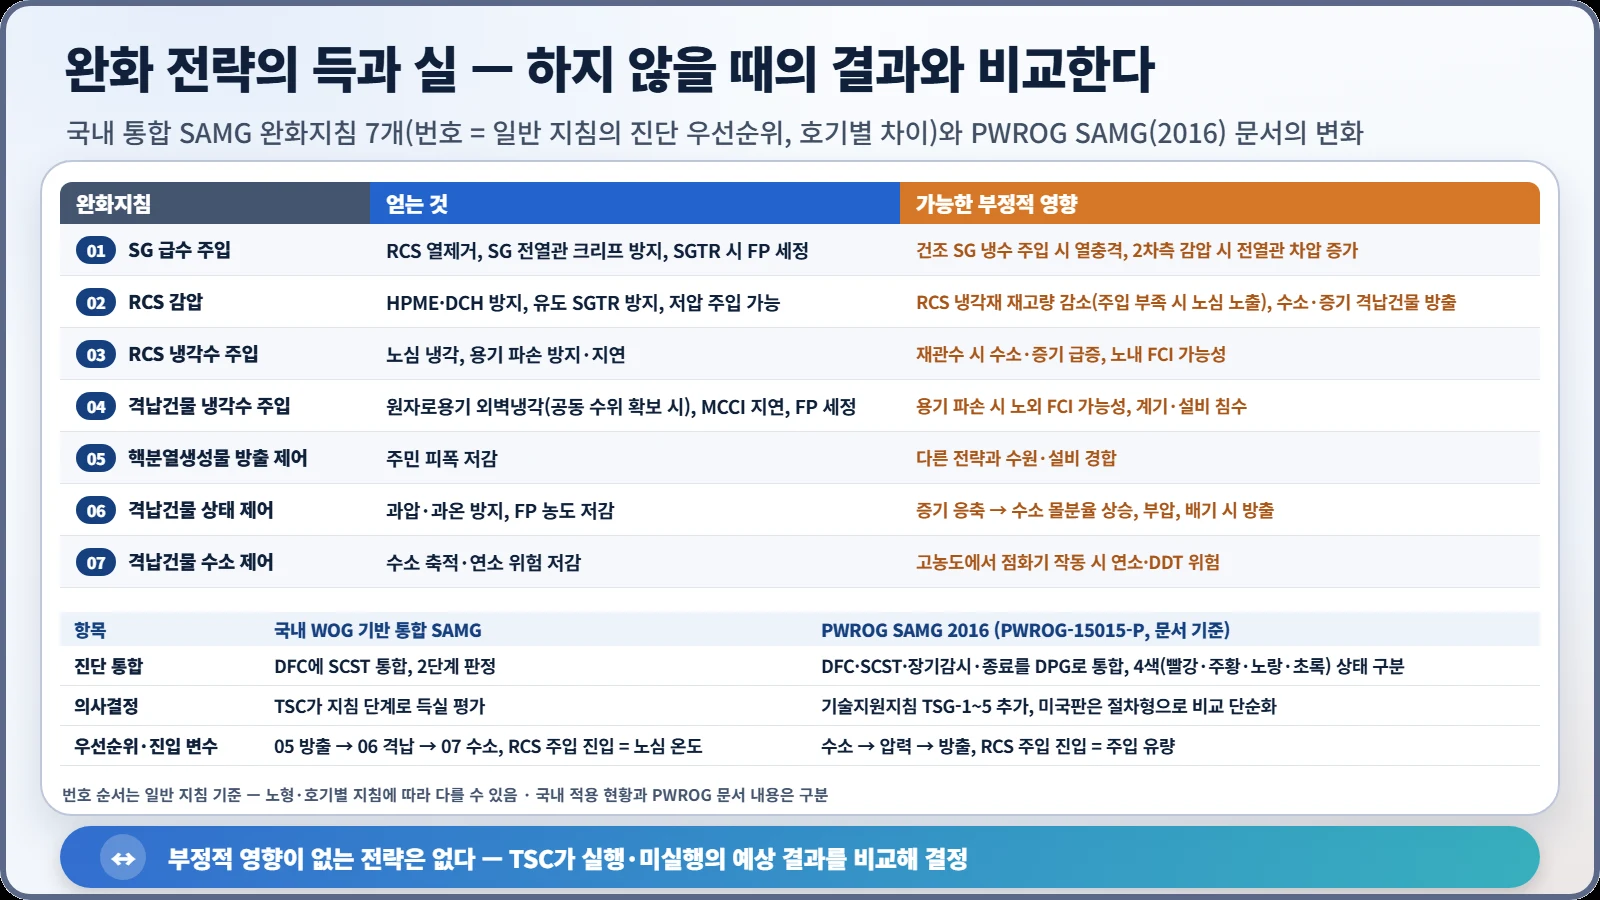 완화 전략의 득과 실 — 하지 않을 때의 결과와 비교한다
국내 통합 SAMG 완화지침 7개(번호 = 일반 지침의 진단 우선순위, 호기별 차이)와 PWROG SAMG(2016) 문서의 변화
완화지침 얻는 것 가능한 부정적 영향
01 SG 급수 주입 RCS 열제거, SG 전열관 크리프 방지, SGTR 시 FP 세정 건조 SG 냉수 주입 시 열충격, 2차측 감압 시 전열관 차압 증가
02 RCS 감압 HPME·DCH 방지, 유도 SGTR 방지, 저압 주입 가능 RCS 냉각재 재고량 감소(주입 부족 시 노심 노출), 수소·증기 격납건물 방출
03 RCS 냉각수 주입 노심 냉각, 용기 파손 방지·지연 재관수 시 수소·증기 급증, 노내 FCI 가능성
04 격납건물 냉각수 주입 원자로용기 외벽냉각(공동 수위 확보 시), MCCI 지연, FP 세정 용기 파손 시 노외 FCI 가능성, 계기·설비 침수
05 핵분열생성물 방출 제어 주민 피폭 저감 다른 전략과 수원·설비 경합
06 격납건물 상태 제어 과압·과온 방지, FP 농도 저감 증기 응축 → 수소 몰분율 상승, 부압, 배기 시 방출
07 격납건물 수소 제어 수소 축적·연소 위험 저감 고농도에서 점화기 작동 시 연소·DDT 위험
항목 국내 WOG 기반 통합 SAMG PWROG SAMG 2016 (PWROG-15015-P, 문서 기준)
진단 통합 DFC에 SCST 통합, 2단계 판정 DFC·SCST·장기감시·종료를 DPG로 통합, 4색(빨강·주황·노랑·초록) 상태 구분
의사결정 TSC가 지침 단계로 득실 평가 기술지원지침 TSG-1~5 추가, 미국판은 절차형으로 비교 단순화
우선순위·진입 변수 05 방출 → 06 격납 → 07 수소, RCS 주입 진입 = 노심 온도 수소 → 압력 → 방출, RCS 주입 진입 = 주입 유량
번호 순서는 일반 지침 기준 — 노형·호기별 지침에 따라 다를 수 있음 · 국내 적용 현황과 PWROG 문서 내용은 구분
↔ 부정적 영향이 없는 전략은 없다 — TSC가 실행·미실행의 예상 결과를 비교해 결정